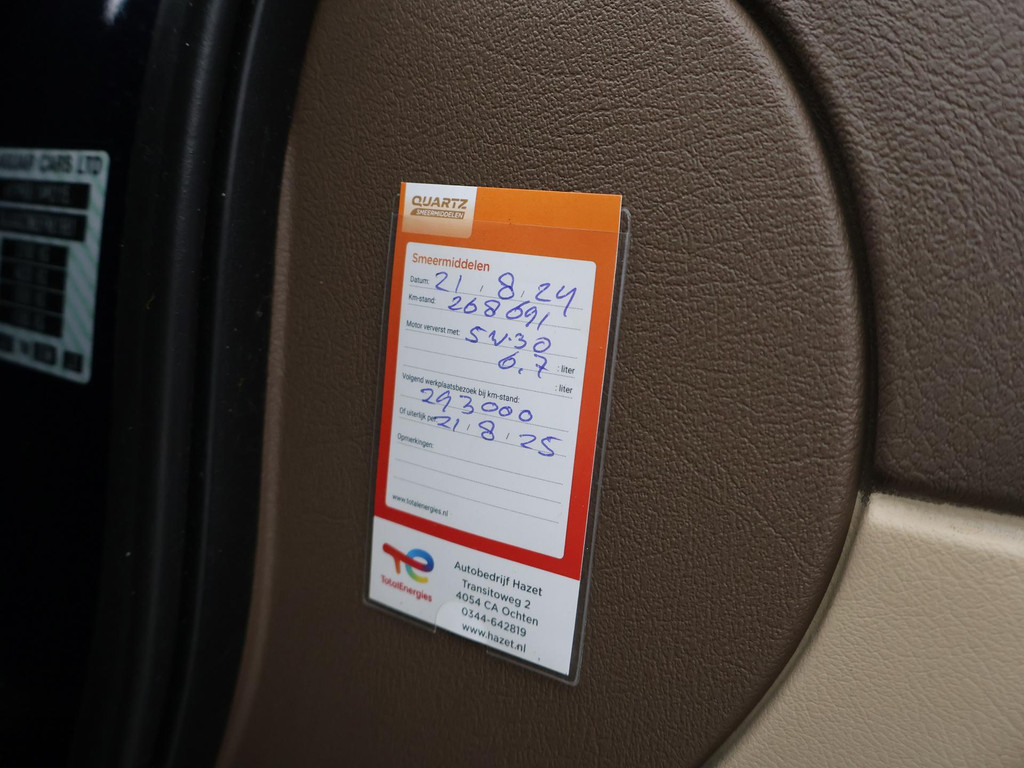 CARS LTD
QUARTZ
SMEERMIDDELEN
Smeermiddelen
Datum: 21.8.24
Km-stand: 268691
Motor ververst met: 5W30
6.7 : liter
: liter
Volgend werkplaatsbezoek bij km-stand:
293000
Of uiterlijk per 21.8.25
Opmerkingen:
www.totalenergies.nl
TotalEnergies
Autobedrijf Hazet
Transitoweg 2
4054 CA Ochten
0344-642819
www.hazet.nl